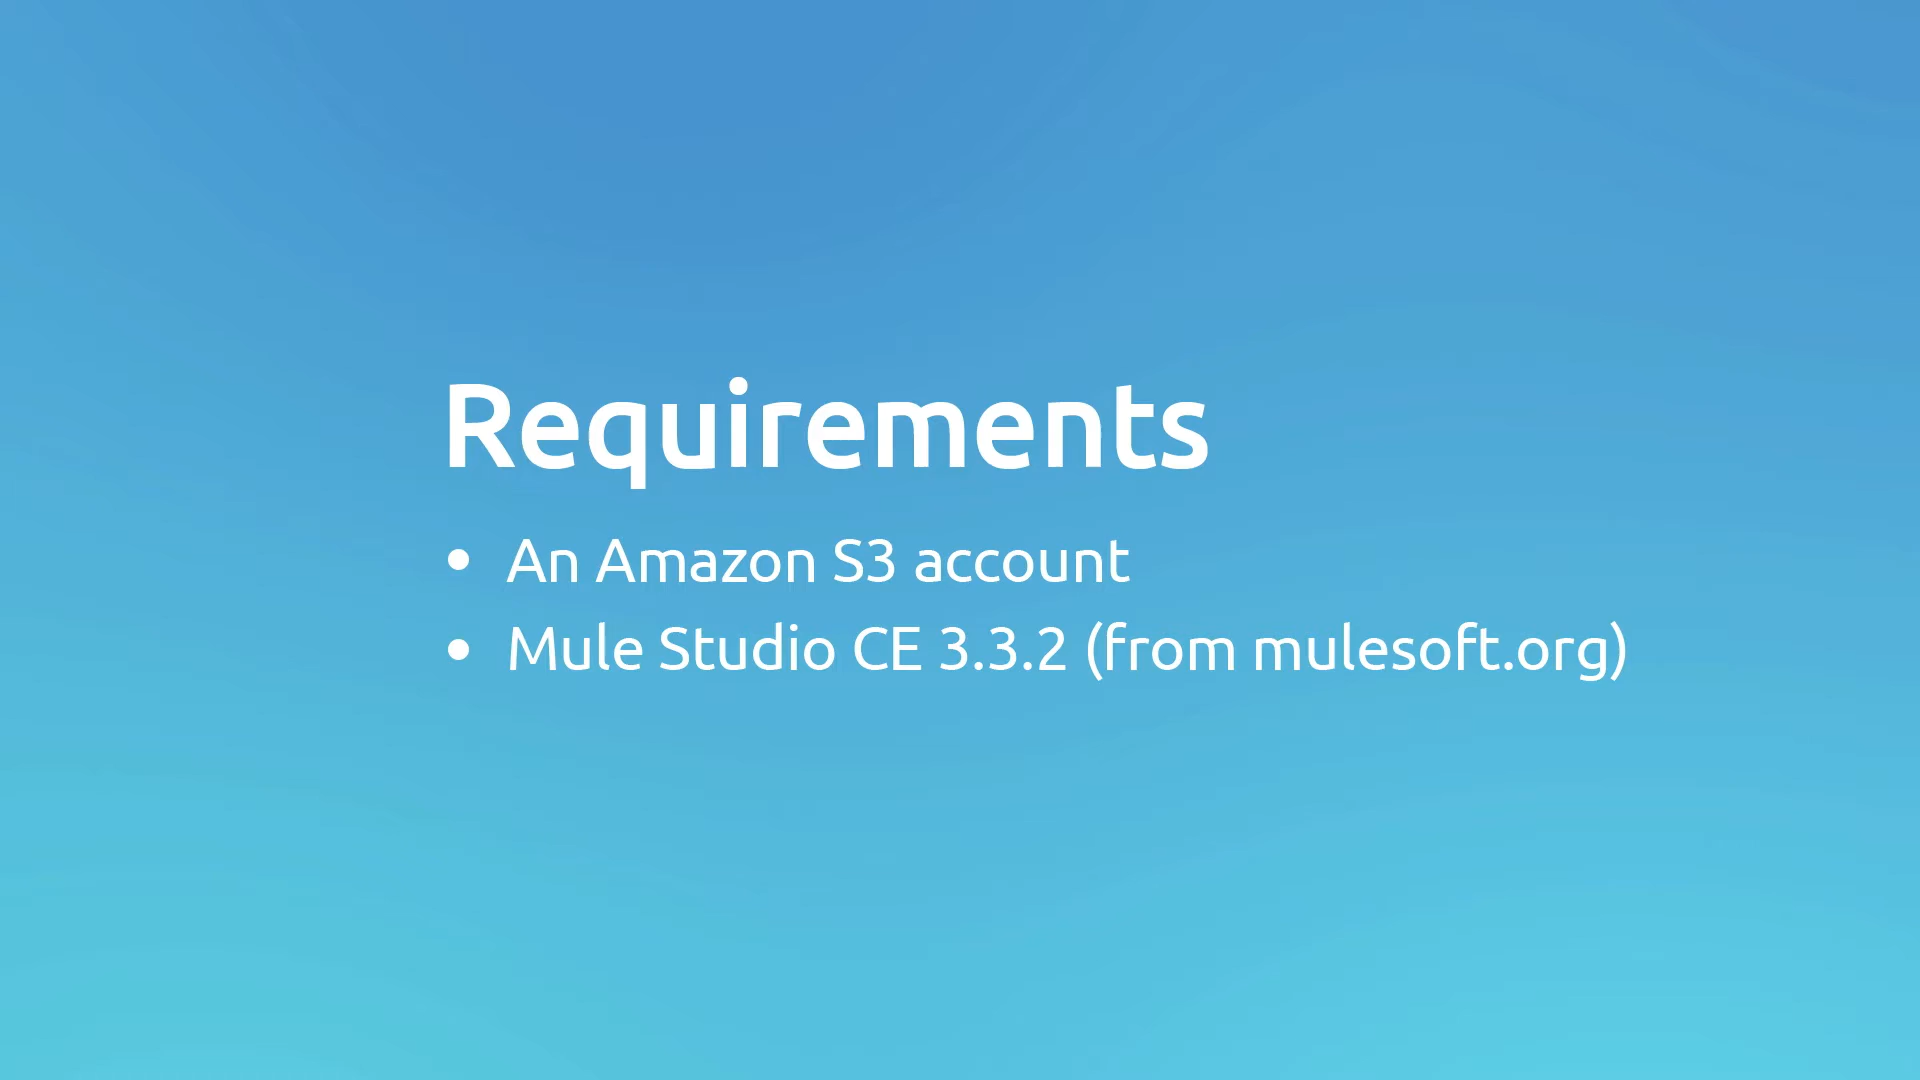 Requirements
• An Amazon S3 account
• Mule Studio CE 3.3.2 (from mulesoft.org)